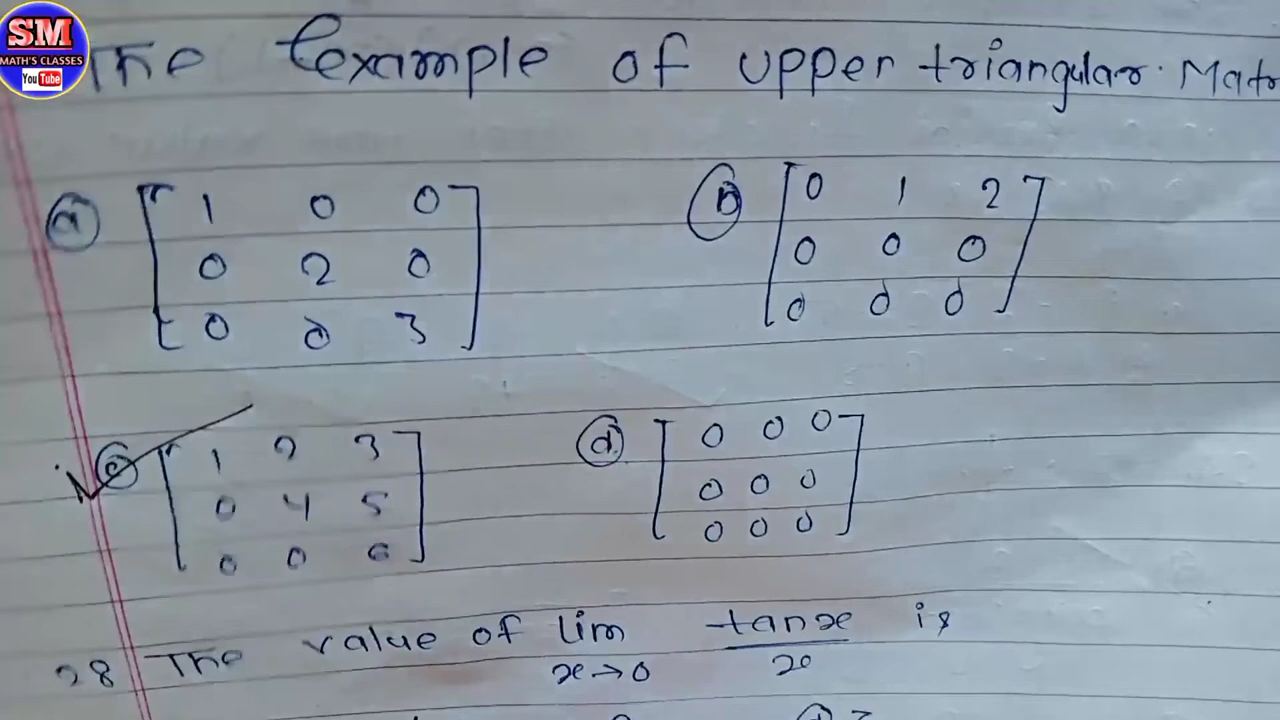 SM
MATH'S CLASSES
YouTube
The example of upper triangular Matr
(a) [1 0 0
0 2 0
0 0 3]
(b) [0 1 2
0 0 0
0 0 0]
(c) [1 2 3
0 4 5
0 0 6]
(d) [0 0 0
0 0 0
0 0 0]
28 The value of lim tanx is
x→0 x